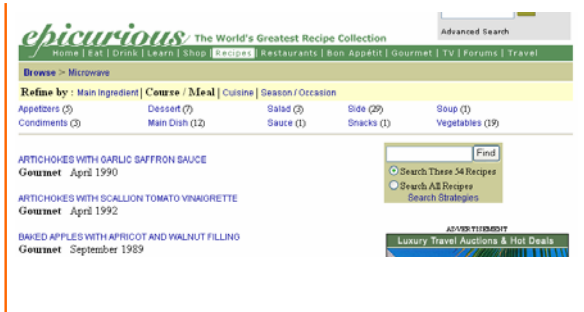 epicurious The World's Greatest Recipe Collection
Advanced Search
Home | Eat | Drink | Learn | Shop | Recipes | Restaurants | Bon Appétit | Gourmet | TV | Forums | Travel
Browse > Microwave
Refine by : Main Ingredient | Course / Meal | Cuisine | Season / Occasion
Appetizers (5) Dessert (7) Salad (3) Side (29) Soup (1)
Condiments (3) Main Dish (12) Sauce (1) Snacks (1) Vegetables (19)
ARTICHOKES WITH GARLIC SAFFRON SAUCE
Gourmet April 1990
ARTICHOKES WITH SCALLION TOMATO VINAIGRETTE
Gourmet April 1992
BAKED APPLES WITH APRICOT AND WALNUT FILLING
Gourmet September 1989
Find
Search These 34 Recipes
Search All Recipes
Search Strategies
ADVERTISEMENT
Luxury Travel Auctions & Hot Deals